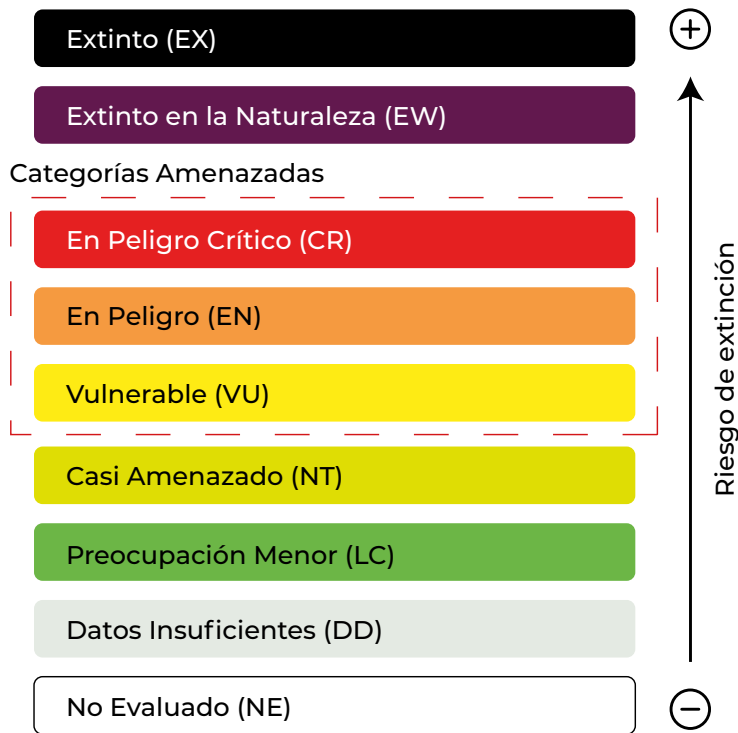 Extinto (EX)
Extinto en la Naturaleza (EW)
Categorías Amenazadas
En Peligro Crítico (CR)
En Peligro (EN)
Vulnerable (VU)
Casi Amenazado (NT)
Preocupación Menor (LC)
Datos Insuficientes (DD)
No Evaluado (NE)
+
Riesgo de extinción
−